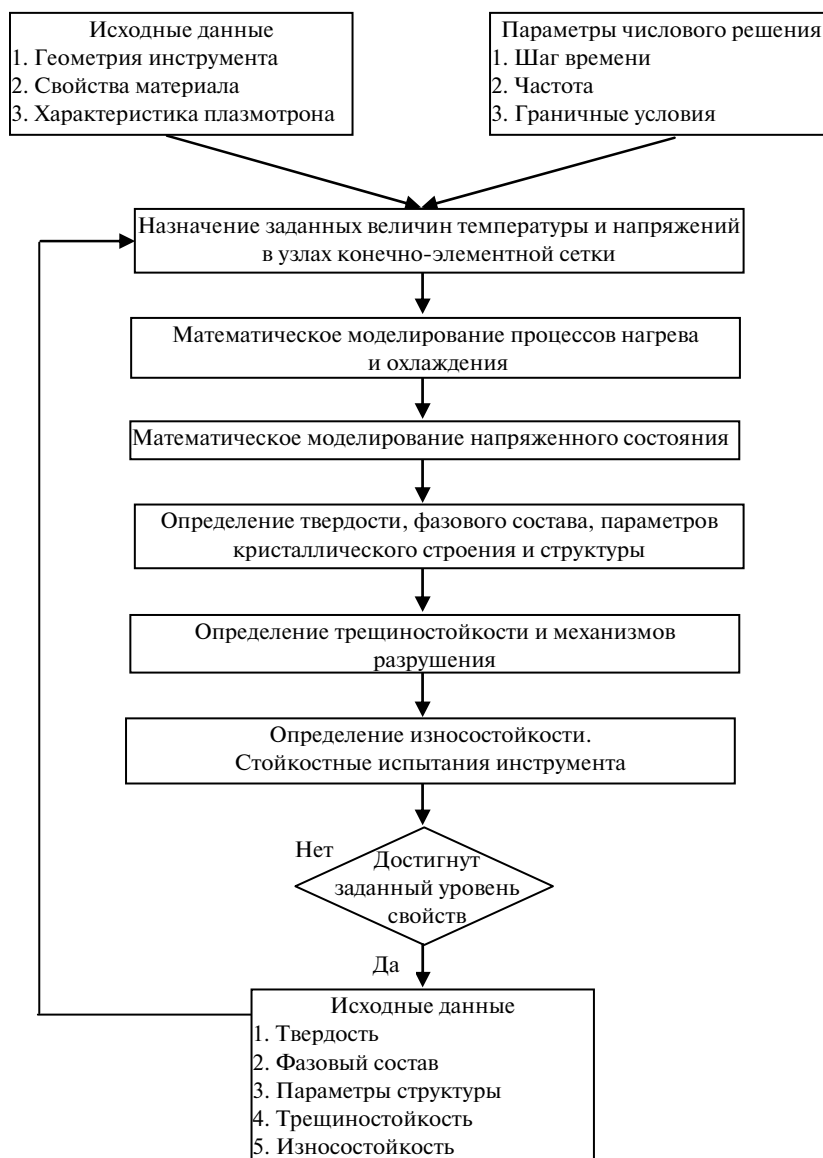 Исходные данные
1. Геометрия инструмента
2. Свойства материала
3. Характеристика плазмотрона
Параметры числового решения
1. Шаг времени
2. Частота
3. Граничные условия
Назначение заданных величин температуры и напряжений
в узлах конечно-элементной сетки
Математическое моделирование процессов нагрева
и охлаждения
Математическое моделирование напряженного состояния
Определение твердости, фазового состава, параметров
кристаллического строения и структуры
Определение трещиностойкости и механизмов
разрушения
Определение износостойкости.
Стойкостные испытания инструмента
Нет
Достигнут
заданный уровень
свойств
Да
Исходные данные
1. Твердость
2. Фазовый состав
3. Параметры структуры
4. Трещиностойкость
5. Износостойкость